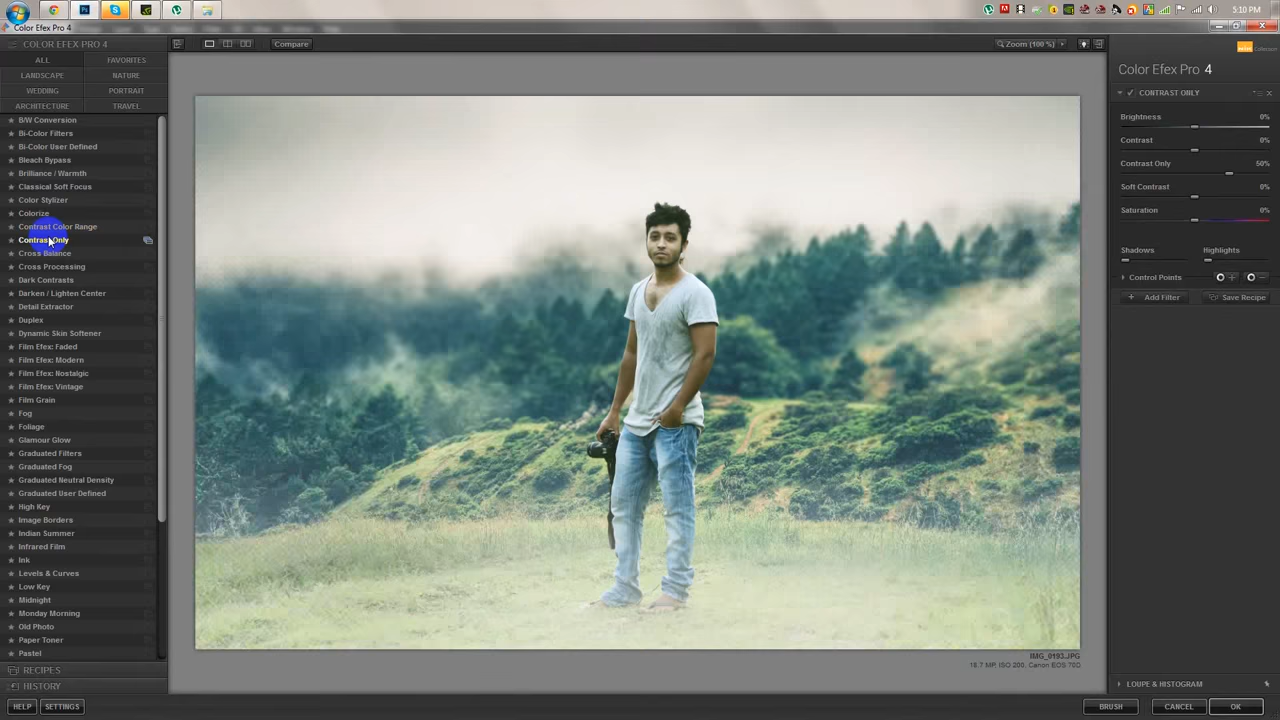 5:10 PM
Color Efex Pro 4
COLOR EFEX PRO 4
ALL
FAVORITES
LANDSCAPE
NATURE
WEDDING
PORTRAIT
ARCHITECTURE
TRAVEL
B/W Conversion
Bi-Color Filters
Bi-Color User Defined
Bleach Bypass
Brilliance / Warmth
Classical Soft Focus
Color Stylizer
Colorize
Contrast Color Range
Contrast Only
Cross Balance
Cross Processing
Dark Contrasts
Darken / Lighten Center
Detail Extractor
Duplex
Dynamic Skin Softener
Film Efex: Faded
Film Efex: Modern
Film Efex: Nostalgic
Film Efex: Vintage
Film Grain
Fog
Foliage
Glamour Glow
Graduated Filters
Graduated Fog
Graduated Neutral Density
Graduated User Defined
High Key
Image Borders
Indian Summer
Infrared Film
Ink
Levels & Curves
Low Key
Midnight
Monday Morning
Old Photo
Paper Toner
Pastel
RECIPES
HISTORY
HELP
SETTINGS
Compare
Zoom (100 %)
IMG_0193.JPG
18.7 MP, ISO 200, Canon EOS 70D
Collection
Color Efex Pro 4
CONTRAST ONLY
Brightness 0%
Contrast 0%
Contrast Only 50%
Soft Contrast 0%
Saturation 0%
Shadows Highlights
Control Points
+ Add Filter
Save Recipe
LOUPE & HISTOGRAM
BRUSH
CANCEL
OK